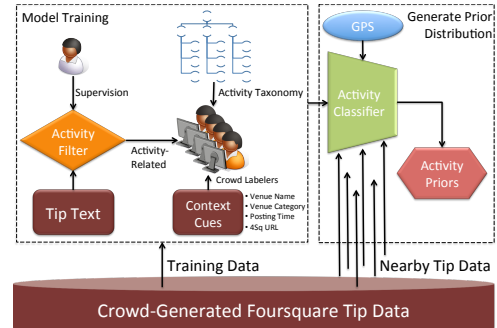 Model Training
Generate Prior
Distribution
GPS
Supervision
Activity Taxonomy
Activity
Classifier
Activity
Filter
Activity-
Related
Crowd Labelers
Activity
Priors
Tip Text
Context
Cues
• Venue Name
• Venue Category
• Posting Time
• 4Sq URL
Training Data
Nearby Tip Data
Crowd-Generated Foursquare Tip Data